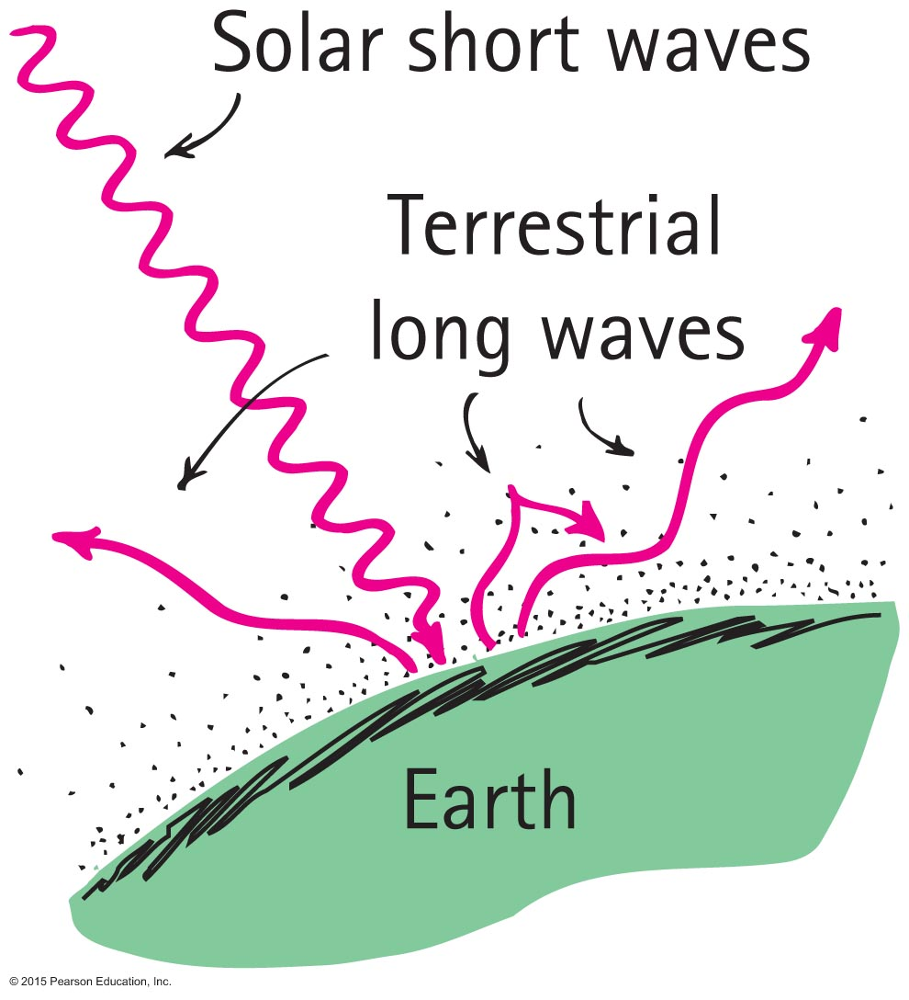 Solar short waves
Terrestrial
long waves
Earth
© 2015 Pearson Education, Inc.